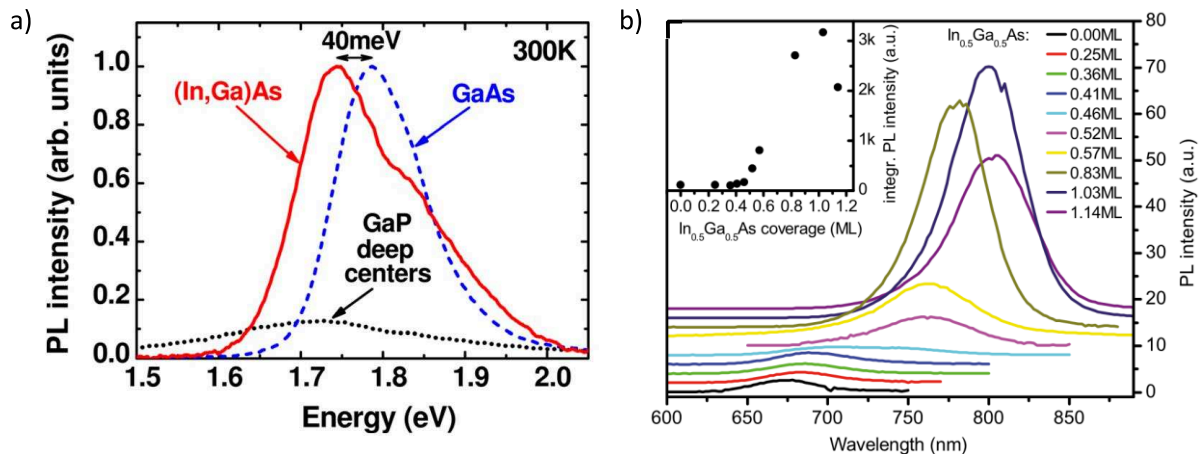 a)
40meV
300K
(In,Ga)As
GaAs
GaP
deep
centers
PL intensity (arb. units)
1.0
0.8
0.6
0.4
0.2
0.0
1.5 1.6 1.7 1.8 1.9 2.0
Energy (eV)
b)
In0.5Ga0.5As:
0.00ML
0.25ML
0.36ML
0.41ML
0.46ML
0.52ML
0.57ML
0.83ML
1.03ML
1.14ML
3k
2k
1k
0
integr. PL intensity (a.u.)
0.0 0.2 0.4 0.6 0.8 1.0 1.2
In0.5Ga0.5As coverage (ML)
80
70
60
50
40
30
20
10
0
PL intensity (a.u.)
600 650 700 750 800 850
Wavelength (nm)